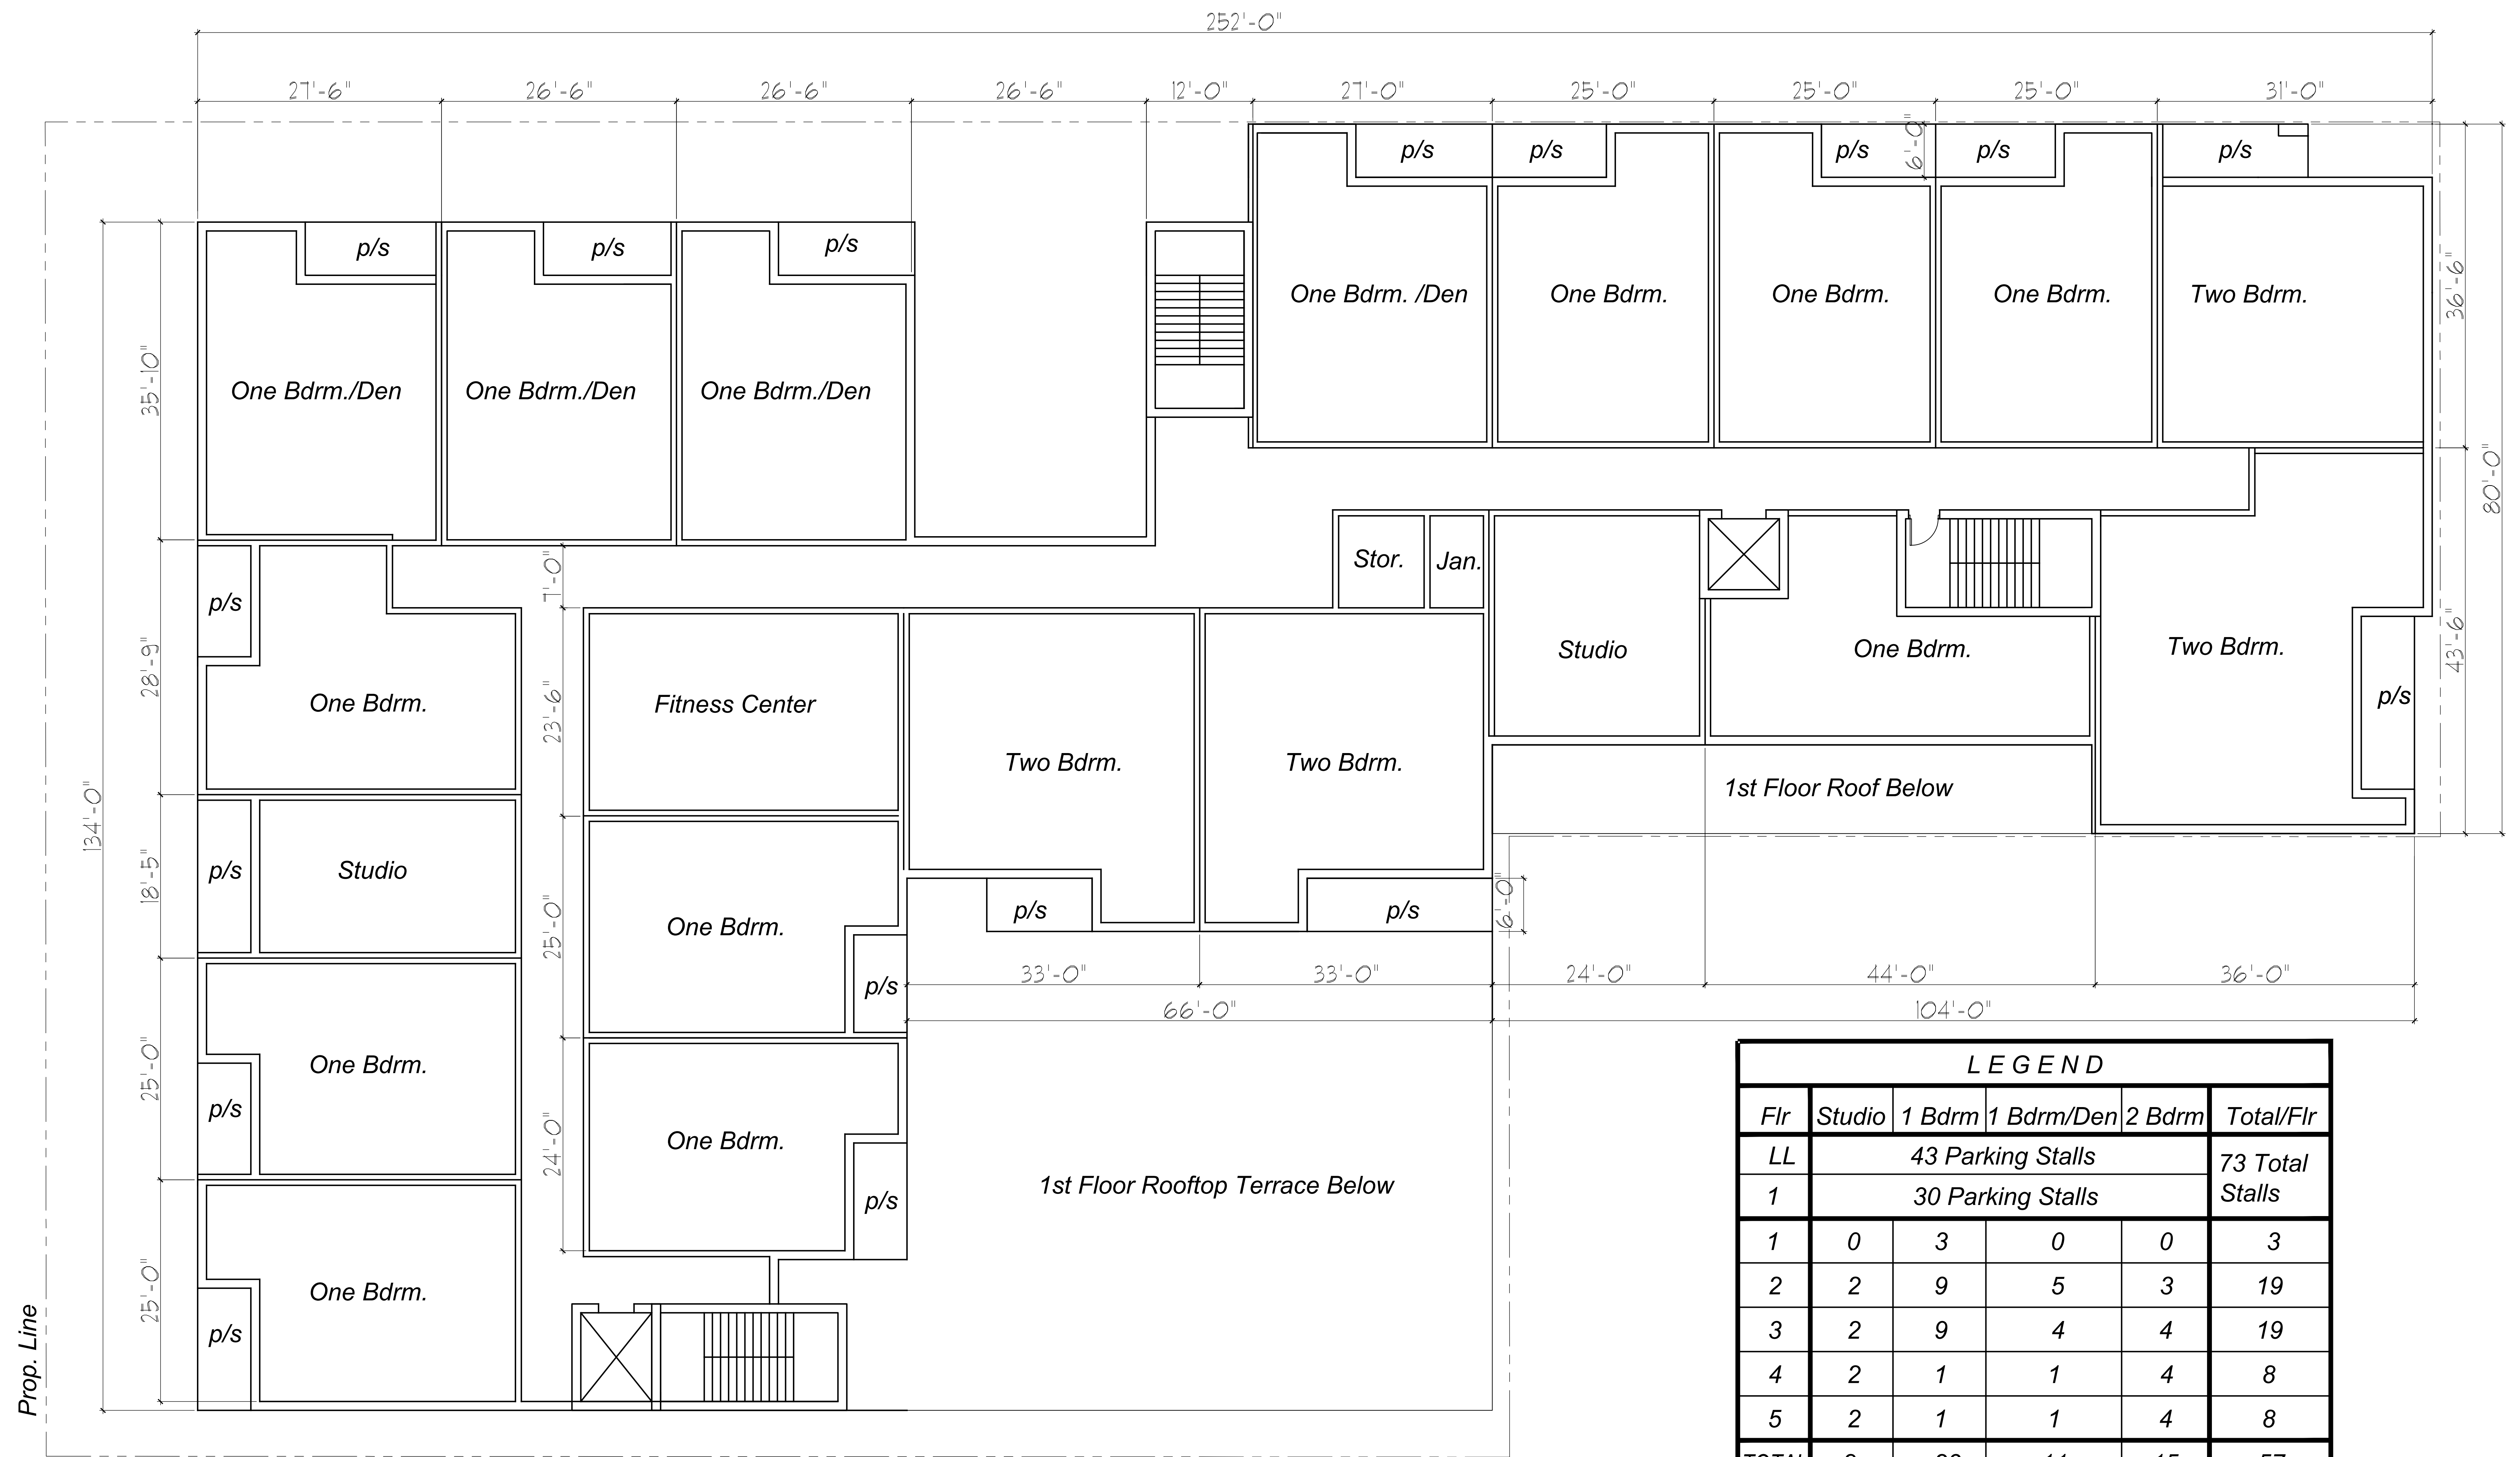 252'-0"
27'-6" 26'-6" 26'-6" 26'-6" 12'-0" 27'-0" 25'-0" 25'-0" 25'-0" 31'-0"
6'-0"
p/s p/s p/s p/s p/s
p/s p/s p/s
One Bdrm. /Den One Bdrm. One Bdrm. One Bdrm. Two Bdrm.
36'-6"
35'-10"
One Bdrm./Den One Bdrm./Den One Bdrm./Den
80'-0"
7'-0"
Stor. Jan.
p/s
28'-9"
Studio One Bdrm. Two Bdrm.
43'-6"
One Bdrm.
23'-6"
Fitness Center
p/s
Two Bdrm. Two Bdrm.
1st Floor Roof Below
134'-0"
18'-5"
p/s Studio
25'-0"
One Bdrm.
p/s p/s
6'-0"
33'-0" 33'-0" 24'-0" 44'-0" 36'-0"
p/s
66'-0" 104'-0"
25'-0"
One Bdrm.
p/s
24'-0"
One Bdrm.
p/s
1st Floor Rooftop Terrace Below
25'-0"
One Bdrm.
p/s
Prop. Line
LEGEND
Flr Studio 1 Bdrm 1 Bdrm/Den 2 Bdrm Total/Flr
LL 43 Parking Stalls 73 Total
1 30 Parking Stalls Stalls
1 0 3 0 0 3
2 2 9 5 3 19
3 2 9 4 4 19
4 2 1 1 4 8
5 2 1 1 4 8